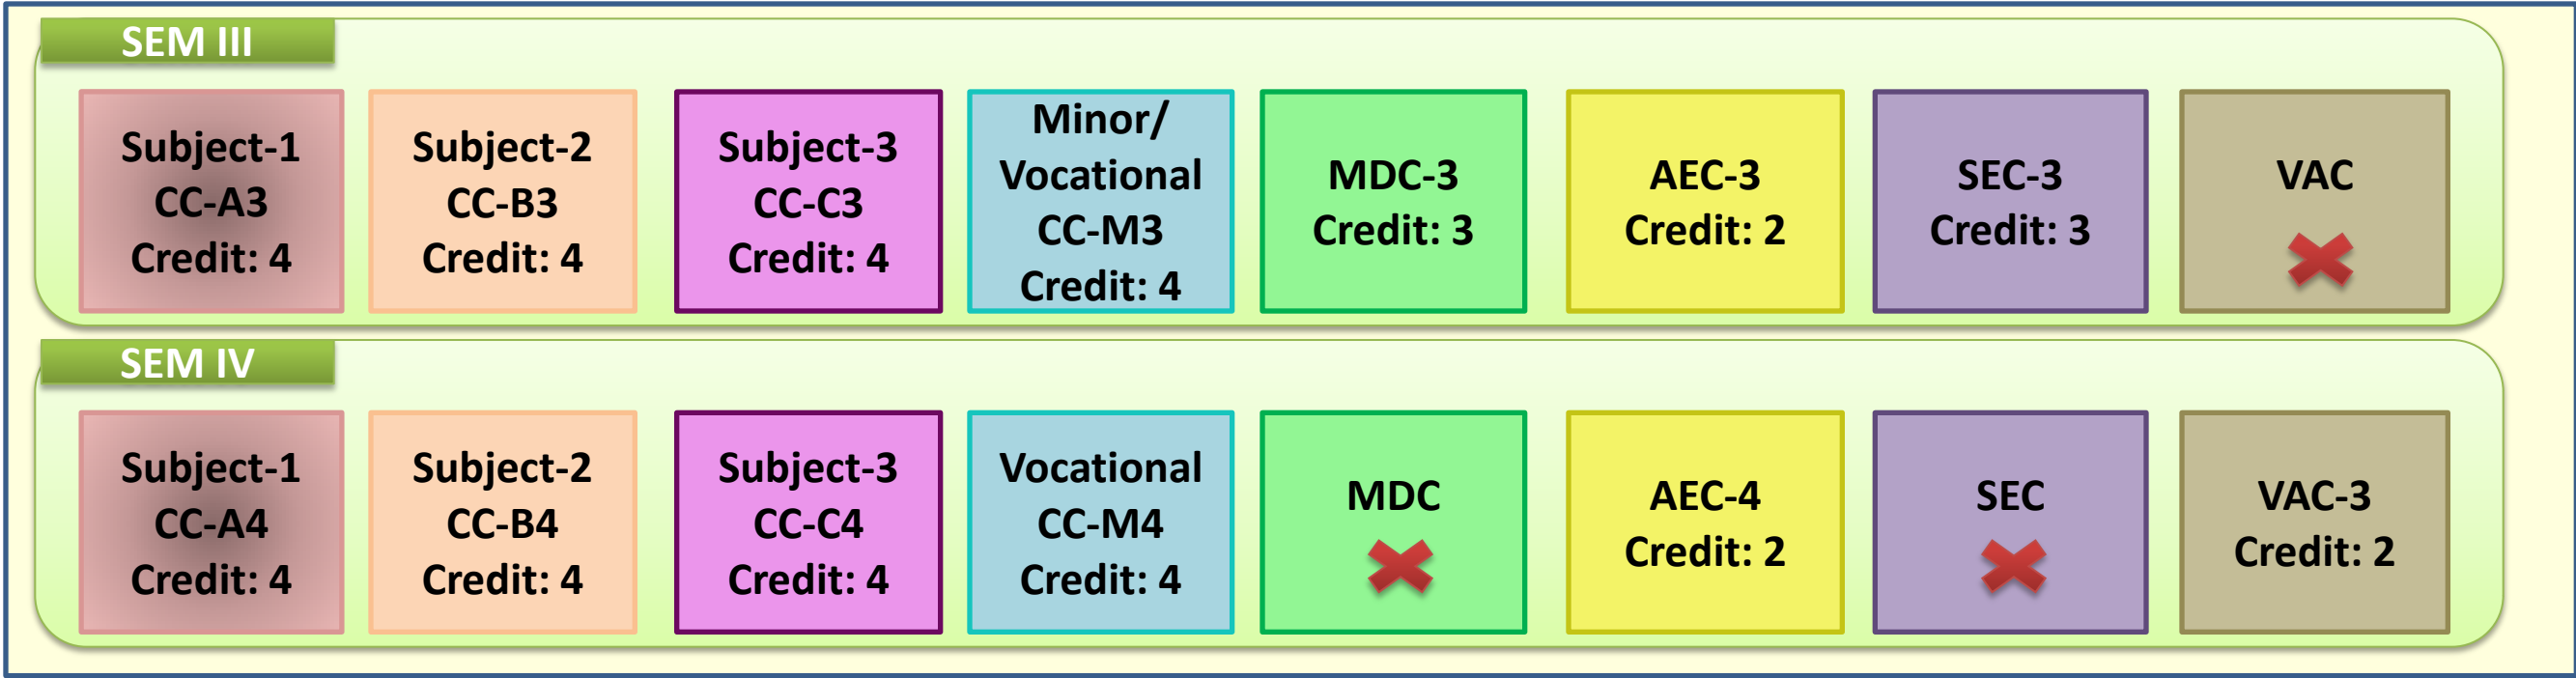 SEM III
Subject-1
CC-A3
Credit: 4
Subject-2
CC-B3
Credit: 4
Subject-3
CC-C3
Credit: 4
Minor/
Vocational
CC-M3
Credit: 4
MDC-3
Credit: 3
AEC-3
Credit: 2
SEC-3
Credit: 3
VAC
SEM IV
Subject-1
CC-A4
Credit: 4
Subject-2
CC-B4
Credit: 4
Subject-3
CC-C4
Credit: 4
Vocational
CC-M4
Credit: 4
MDC
AEC-4
Credit: 2
SEC
VAC-3
Credit: 2